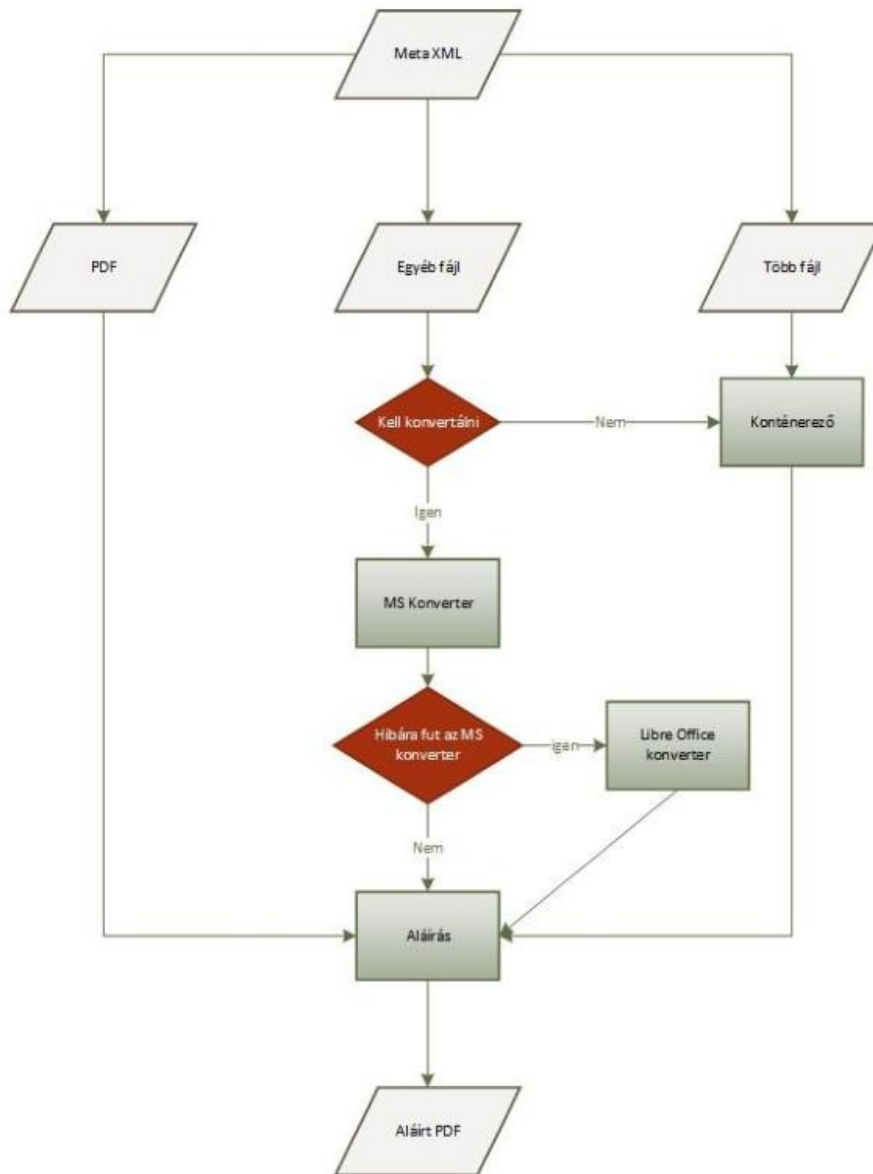 Meta XML
PDF
Egyéb fájl
Több fájl
Kell konvertálni
Nem
Konténerező
Igen
MS Konverter
Hibára fut az MS
konverter
igen
Libre Office
konverter
Nem
Aláírás
Aláírt PDF